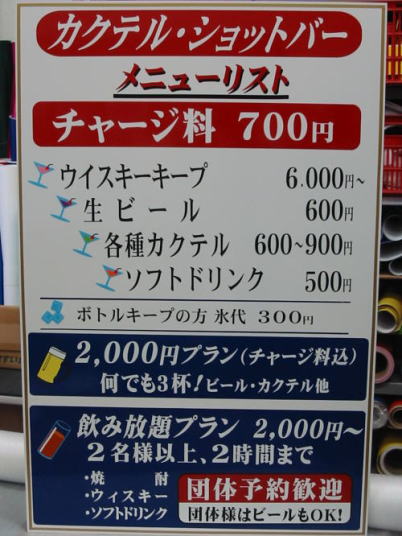 カクテル・ショットバー
メニューリスト
チャージ料 700円
ウイスキーキープ 6.000円~
生ビール 600円
各種カクテル 600~900円
ソフトドリンク 500円
ボトルキープの方 氷代 300円
2,000円プラン(チャージ料込)
何でも3杯!ビール・カクテル他
飲み放題プラン 2,000円~
2名様以上、2時間まで
・焼酎
・ウィスキー
・ソフトドリンク
団体予約歓迎
団体様はビールもOK!